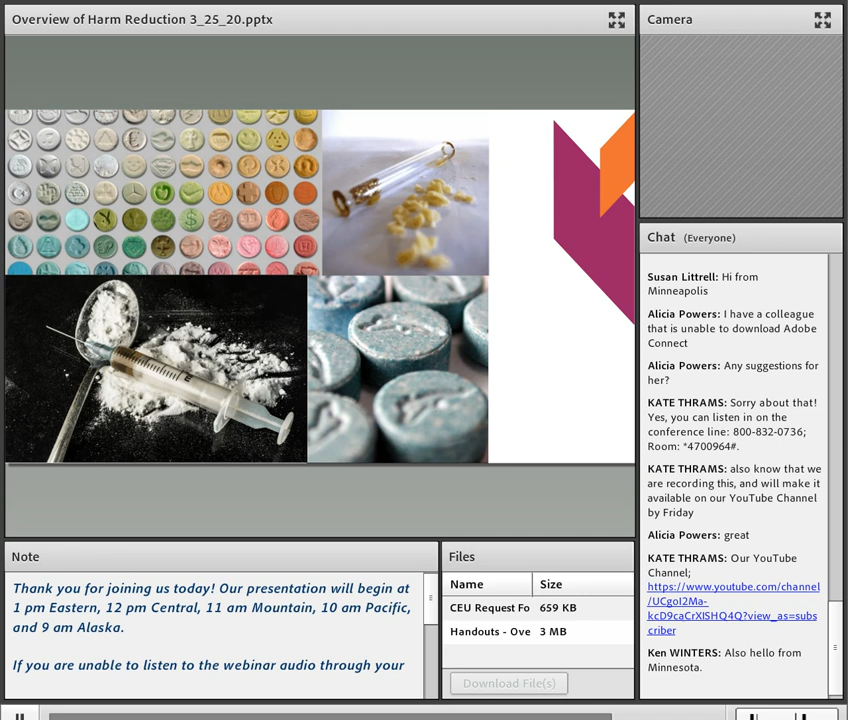 Overview of Harm Reduction 3_25_20.pptx
Camera
Chat (Everyone)
Susan Littrell: Hi from
Minneapolis
Alicia Powers: I have a colleague
that is unable to download Adobe
Connect
Alicia Powers: Any suggestions for
her?
KATE THRAMS: Sorry about that!
Yes, you can listen in on the
conference line: 800-832-0736;
Room: *4700964#.
KATE THRAMS: also know that we
are recording this, and will make it
available on our YouTube Channel
by Friday
Alicia Powers: great
KATE THRAMS: Our YouTube
Channel;
https://www.youtube.com/channel
/UCgoI2Ma-
kcD9caCrXISHQ4Q?view_as=subs
criber
Ken WINTERS: Also hello from
Minnesota.
Note
Thank you for joining us today! Our presentation will begin at
1 pm Eastern, 12 pm Central, 11 am Mountain, 10 am Pacific,
and 9 am Alaska.
If you are unable to listen to the webinar audio through your
Files
Name Size
CEU Request Fo 659 KB
Handouts - Ove 3 MB
Download File(s)